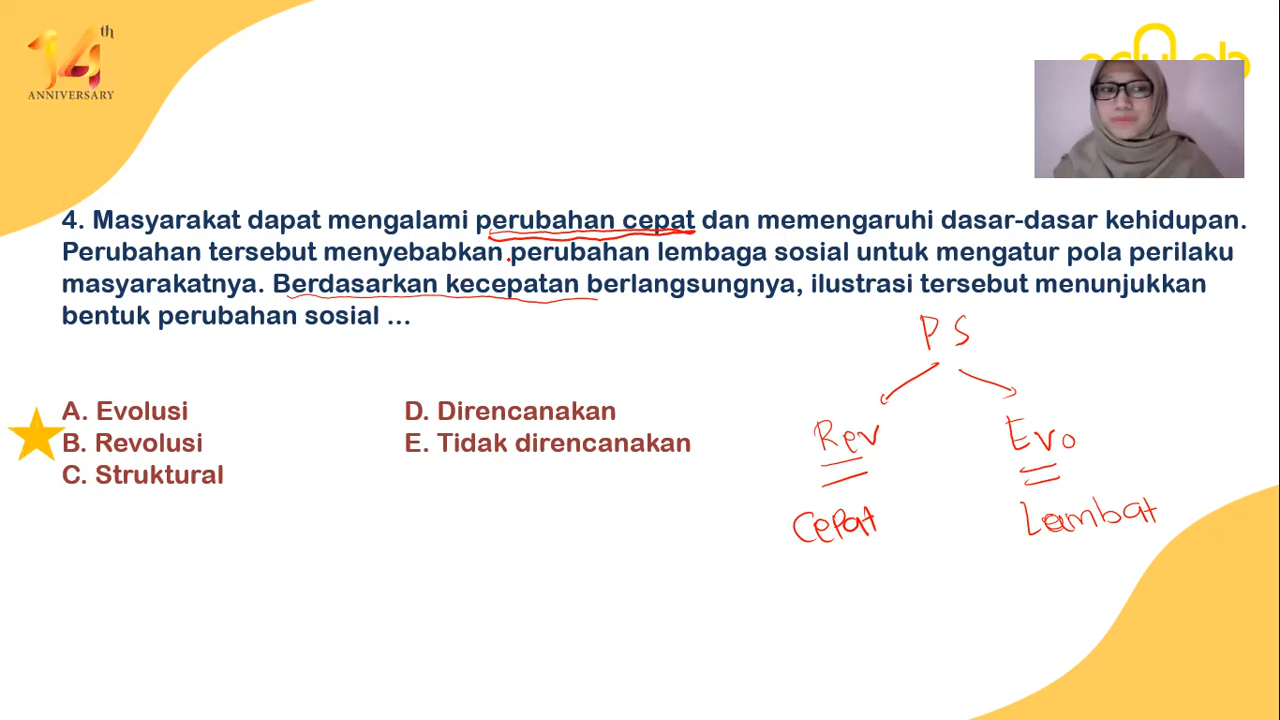 14th
ANNIVERSARY
4. Masyarakat dapat mengalami perubahan cepat dan memengaruhi dasar-dasar kehidupan.
Perubahan tersebut menyebabkan perubahan lembaga sosial untuk mengatur pola perilaku
masyarakatnya. Berdasarkan kecepatan berlangsungnya, ilustrasi tersebut menunjukkan
bentuk perubahan sosial ...
A. Evolusi
B. Revolusi
C. Struktural
D. Direncanakan
E. Tidak direncanakan
P S
Rev
Evo
Cepat
Lambat